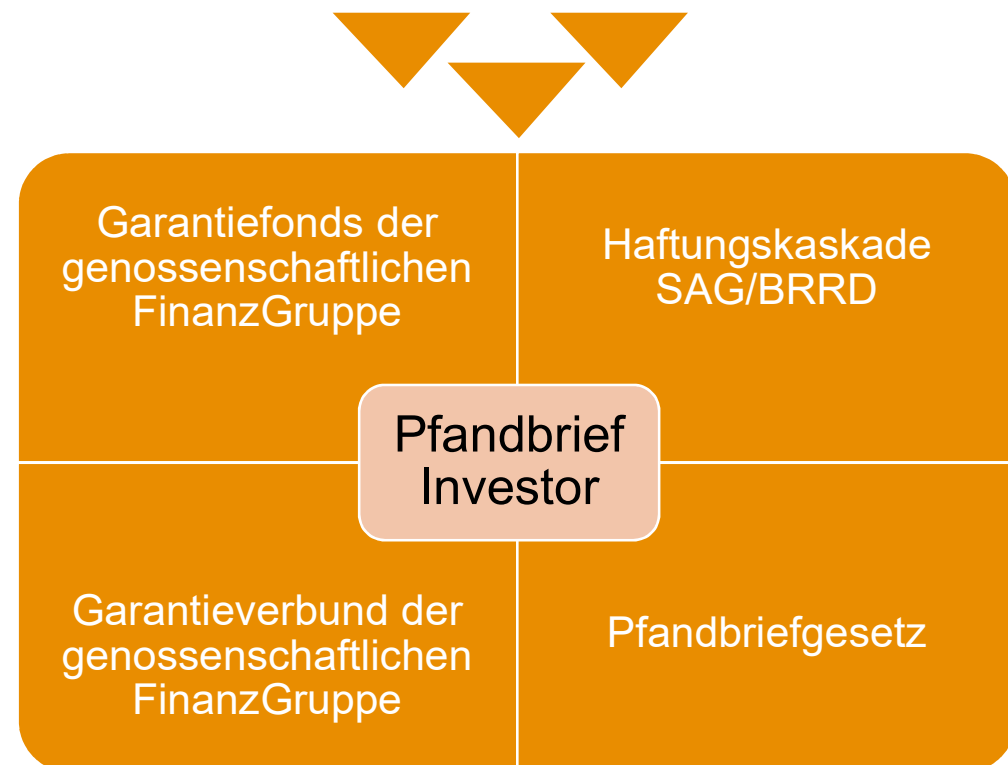 Garantiefonds der
genossenschaftlichen
FinanzGruppe
Haftungskaskade
SAG/BRRD
Pfandbrief
Investor
Garantieverbund der
genossenschaftlichen
FinanzGruppe
Pfandbriefgesetz